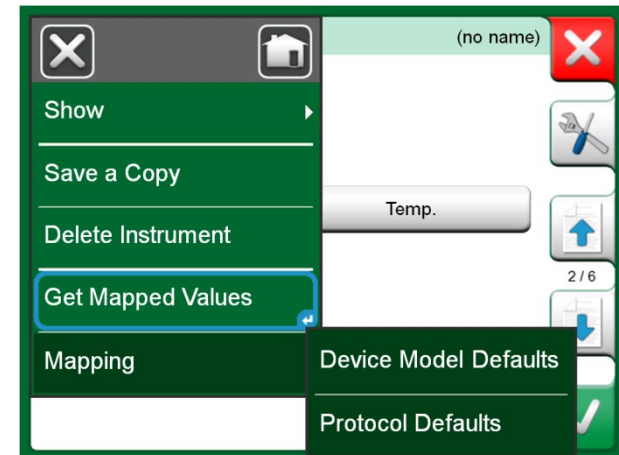 (no name)
Show
Save a Copy
Temp.
Delete Instrument
2 / 6
Get Mapped Values
Mapping
Device Model Defaults
Protocol Defaults